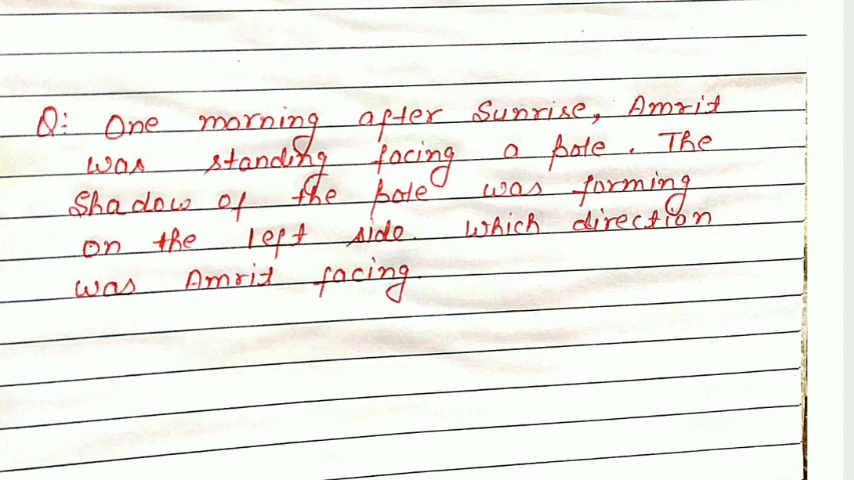 Q: One morning after Sunrise, Amrit
was standing facing a pole. The
Shadow of the pole was forming
on the left side. Which direction
was Amrit facing.